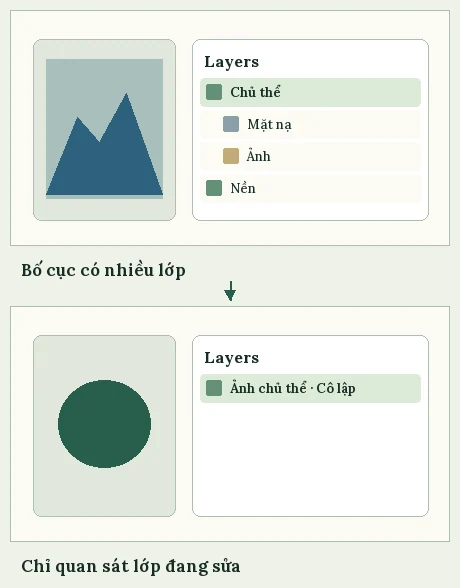 Layers
Chủ thể
Mặt nạ
Ảnh
Nền
Bố cục có nhiều lớp
Layers
Ảnh chủ thể · Cô lập
Chỉ quan sát lớp đang sửa